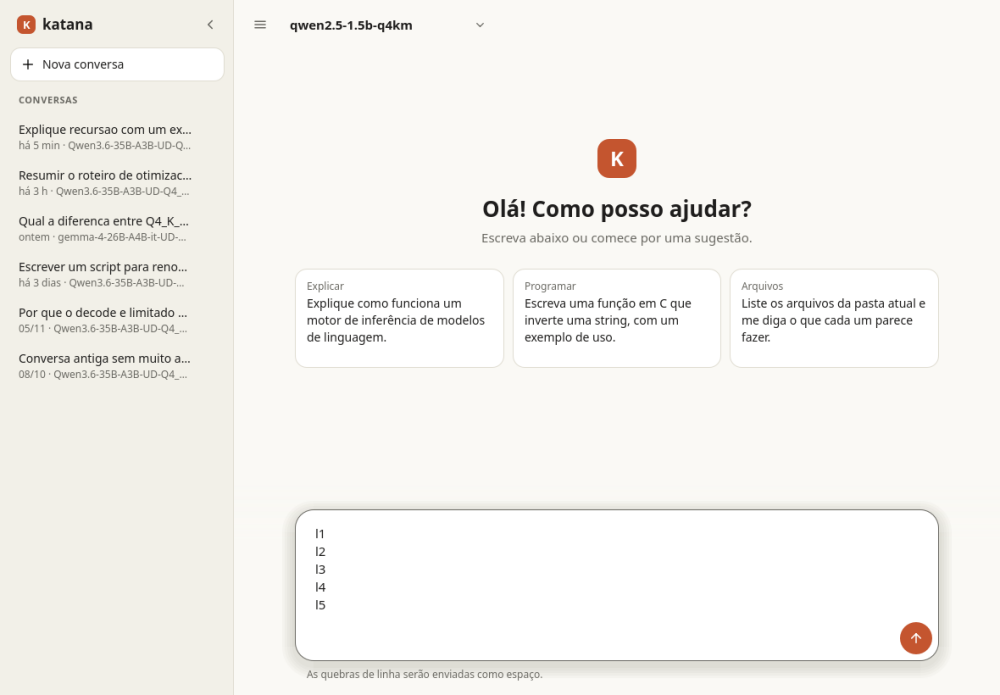 K katana
Nova conversa
CONVERSAS
Explique recursao com um ex...
há 5 min · Qwen3.6-35B-A3B-UD-Q...
Resumir o roteiro de otimizac...
há 3 h · Qwen3.6-35B-A3B-UD-Q4_...
Qual a diferenca entre Q4_K_...
ontem · gemma-4-26B-A4B-it-UD-...
Escrever um script para reno...
há 3 dias · Qwen3.6-35B-A3B-UD-...
Por que o decode e limitado ...
05/11 · Qwen3.6-35B-A3B-UD-Q4_...
Conversa antiga sem muito a...
08/10 · Qwen3.6-35B-A3B-UD-Q4_...
qwen2.5-1.5b-q4km
K
Olá! Como posso ajudar?
Escreva abaixo ou comece por uma sugestão.
Explicar
Explique como funciona um
motor de inferência de modelos
de linguagem.
Programar
Escreva uma função em C que
inverte uma string, com um
exemplo de uso.
Arquivos
Liste os arquivos da pasta atual e
me diga o que cada um parece
fazer.
l1
l2
l3
l4
l5
As quebras de linha serão enviadas como espaço.